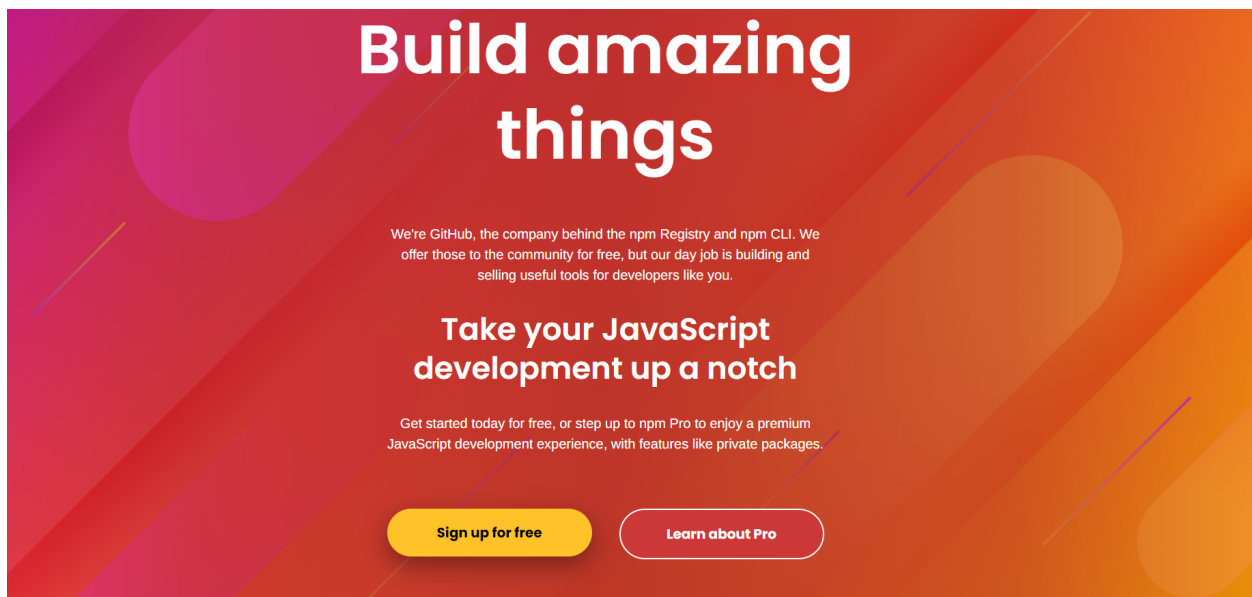 Build amazing
things
We're GitHub, the company behind the npm Registry and npm CLI. We
offer those to the community for free, but our day job is building and
selling useful tools for developers like you.
Take your JavaScript
development up a notch
Get started today for free, or step up to npm Pro to enjoy a premium
JavaScript development experience, with features like private packages.
Sign up for free
Learn about Pro